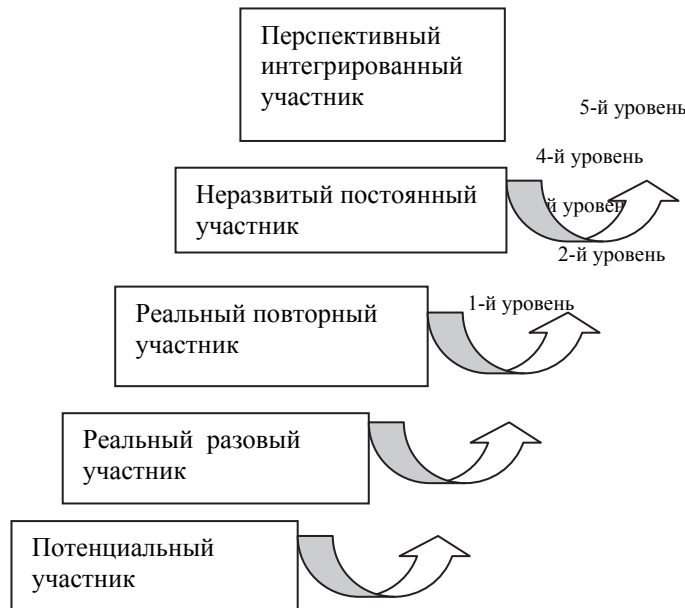 Перспективный
интегрированный
участник
5-й уровень
4-й уровень
Неразвитый постоянный
участник
й уровен
2-й уровень
1-й уровень
Реальный повторный
участник
Реальный разовый
участник
Потенциальный
участник